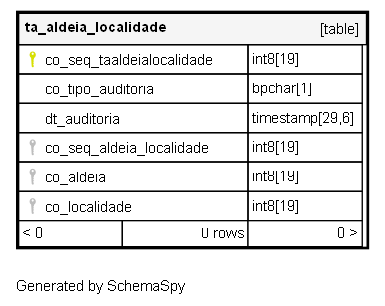 ta_aldeia_localidade [table]
co_seq_taaldeialocalidade int8[19]
co_tipo_auditoria bpchar[1]
dt_auditoria timestamp[29,6]
co_seq_aldeia_localidade int8[19]
co_aldeia int8[19]
co_localidade int8[19]
< 0 0 rows 0 >
Generated by SchemaSpy